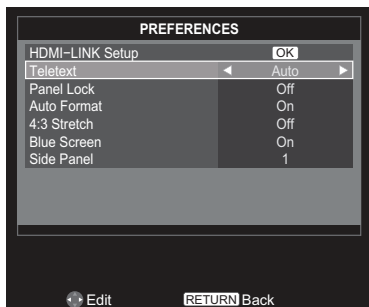 PREFERENCES
HDMI-LINK Setup OK
Teletext Auto
Panel Lock Off
Auto Format On
4:3 Stretch Off
Blue Screen On
Side Panel 1
Edit RETURN Back